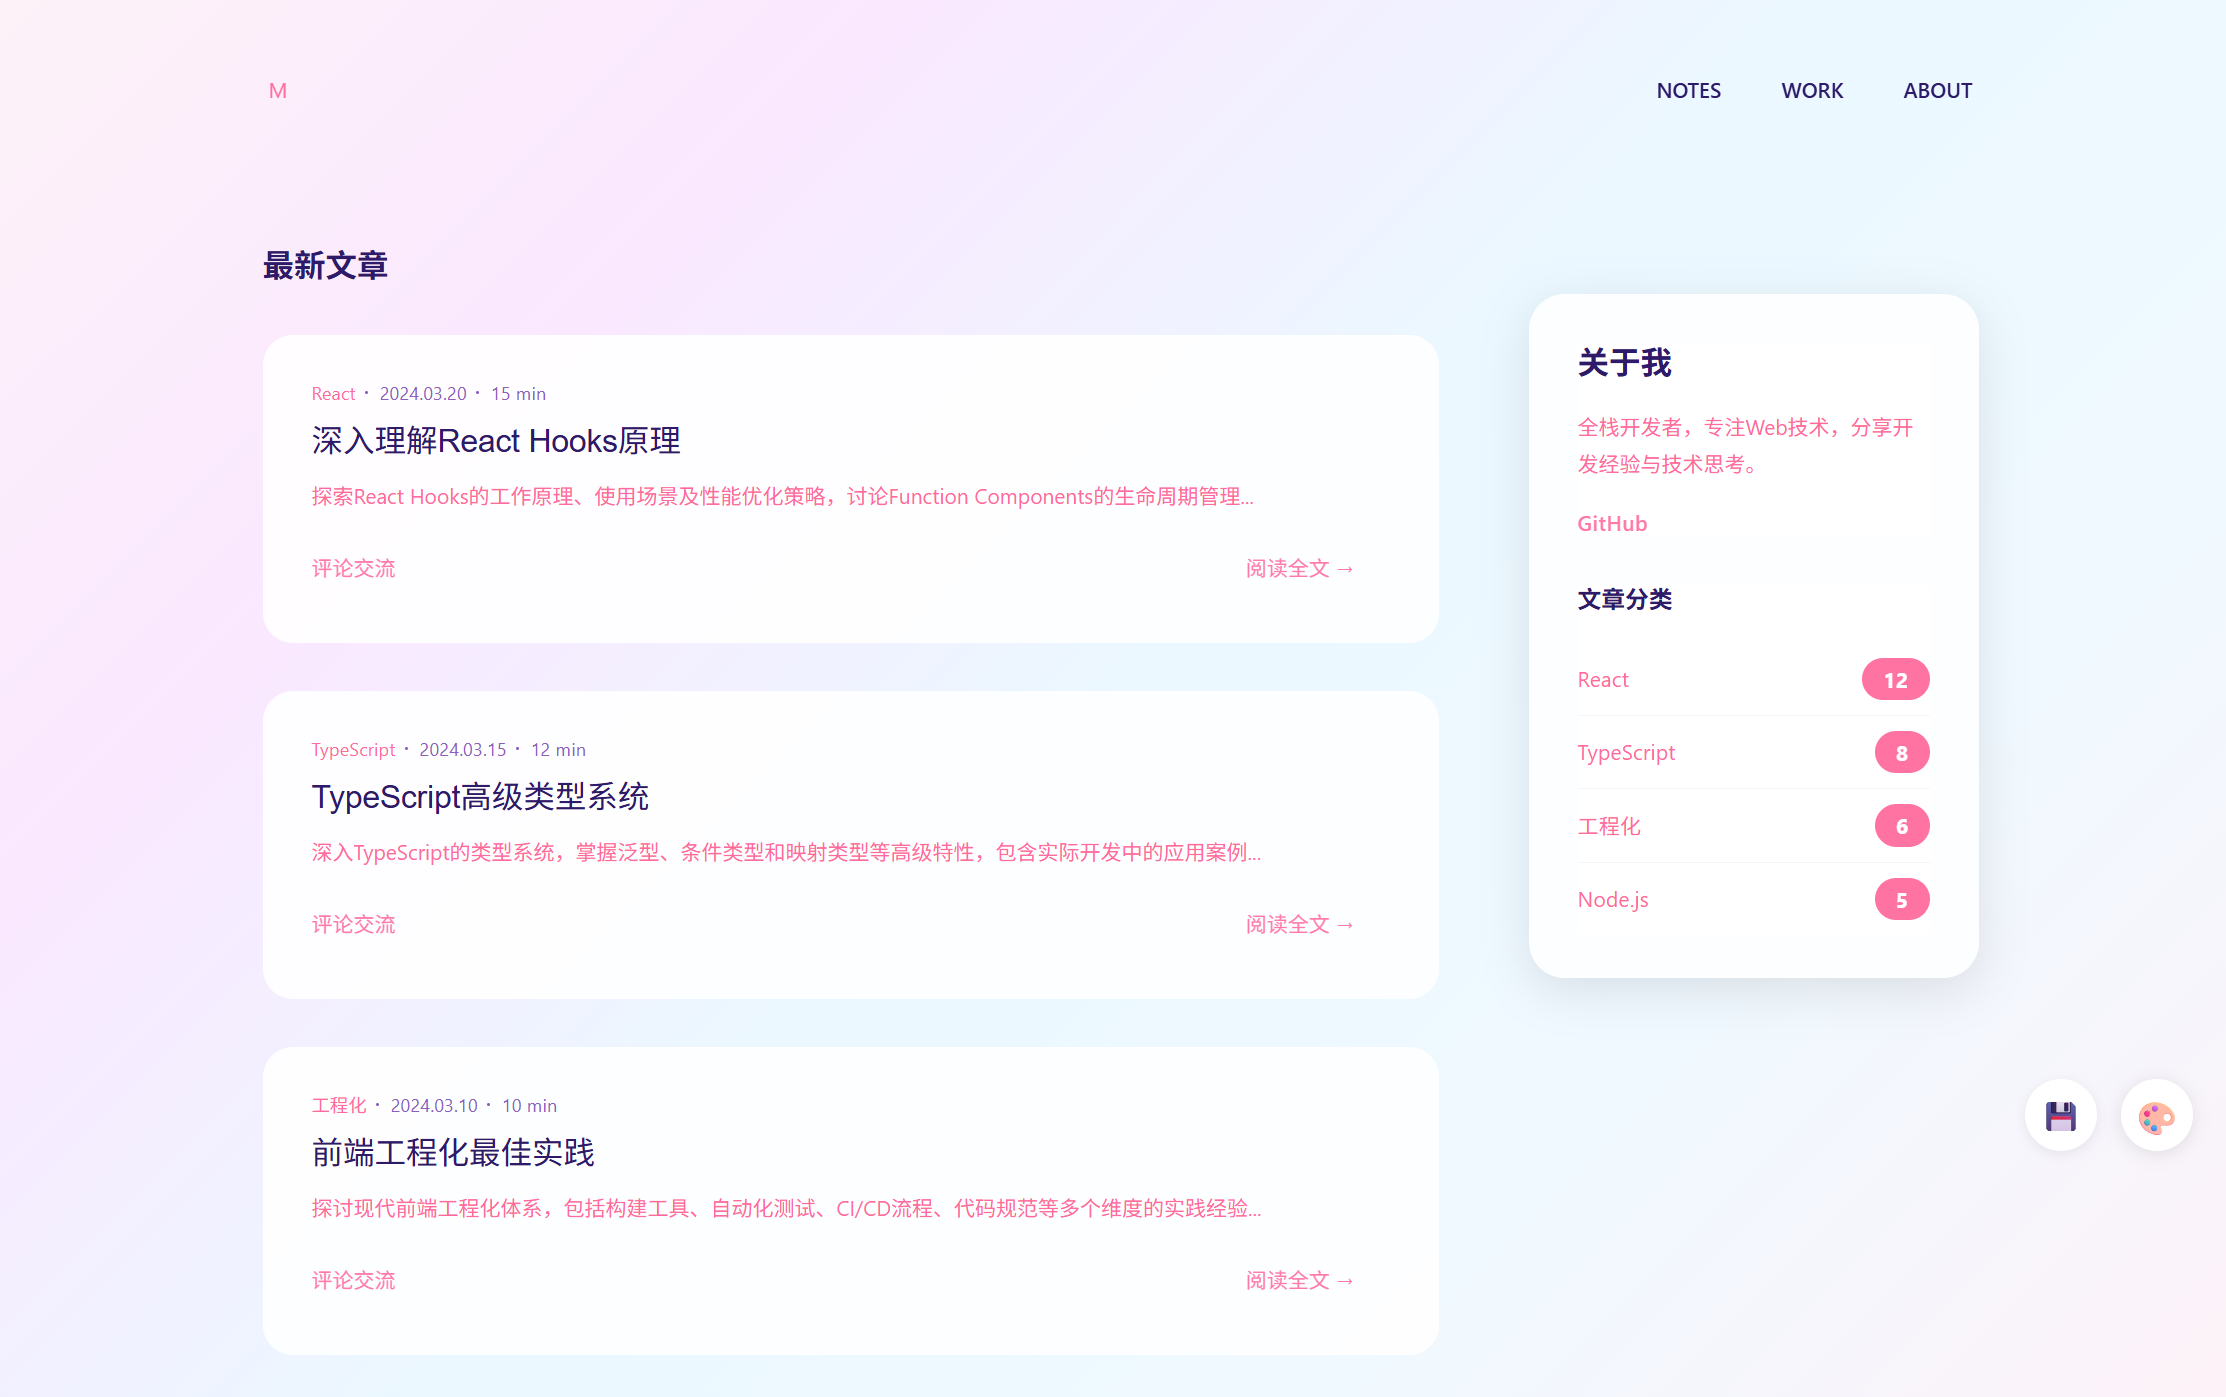 M
NOTES WORK ABOUT
最新文章
React · 2024.03.20 · 15 min
深入理解React Hooks原理
探索React Hooks的工作原理、使用场景及性能优化策略，讨论Function Components的生命周期管理...
评论交流 阅读全文 →
TypeScript · 2024.03.15 · 12 min
TypeScript高级类型系统
深入TypeScript的类型系统，掌握泛型、条件类型和映射类型等高级特性，包含实际开发中的应用案例...
评论交流 阅读全文 →
工程化 · 2024.03.10 · 10 min
前端工程化最佳实践
探讨现代前端工程化体系，包括构建工具、自动化测试、CI/CD流程、代码规范等多个维度的实践经验...
评论交流 阅读全文 →
关于我
全栈开发者，专注Web技术，分享开
发经验与技术思考。
GitHub
文章分类
React 12
TypeScript 8
工程化 6
Node.js 5